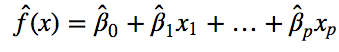 f̂(x) = β̂₀ + β̂₁x₁ + … + β̂ₚxₚ